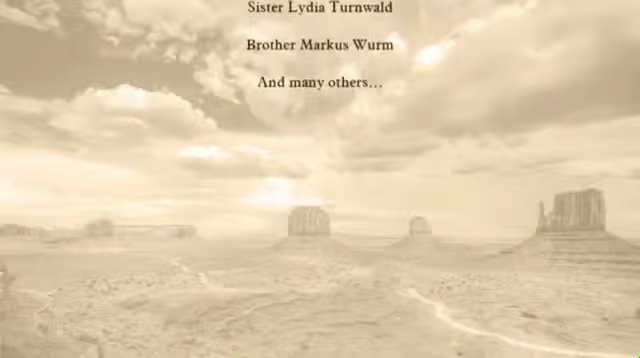 Sister Lydia Turnwald
Brother Markus Wurm
And many others...